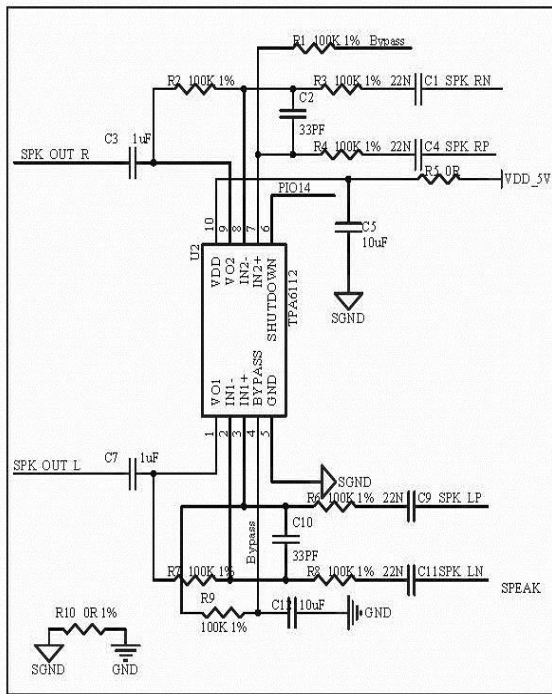 R1 100K 1% Bypass
R2 100K 1%
R3 100K 1% 22N C1 SPK RN
C2
33PF
C3 1uF
R4 100K 1% 22N C4 SPK RP
SPK OUT R
R5 0R
VDD_5V
PIO14
C5
10uF
SGND
10 9 8 7 6
U2
VDD VO2 IN2- IN2+ SHUTDOWN
TPA6112
VO1 IN1- IN1+ BYPASS GND
1 2 3 4 5
C7 1uF
SPK OUT L
SGND
R6 100K 1% 22N C9 SPK LP
Bypass
C10
33PF
R7 100K 1%
R8 100K 1% 22N C11SPK LN
SPEAK
R9
100K 1%
10uF
GND
R10 0R 1%
SGND
GND